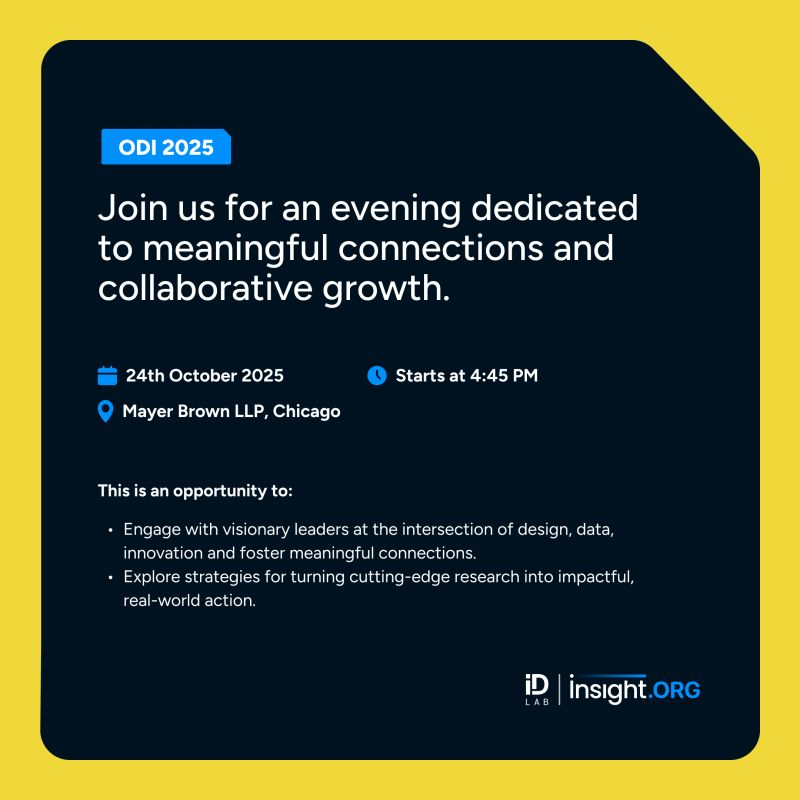 ODI 2025
Join us for an evening dedicated
to meaningful connections and
collaborative growth.
24th October 2025
Starts at 4:45 PM
Mayer Brown LLP, Chicago
This is an opportunity to:
• Engage with visionary leaders at the intersection of design, data,
innovation and foster meaningful connections.
• Explore strategies for turning cutting-edge research into impactful,
real-world action.
iD LAB | insight.ORG